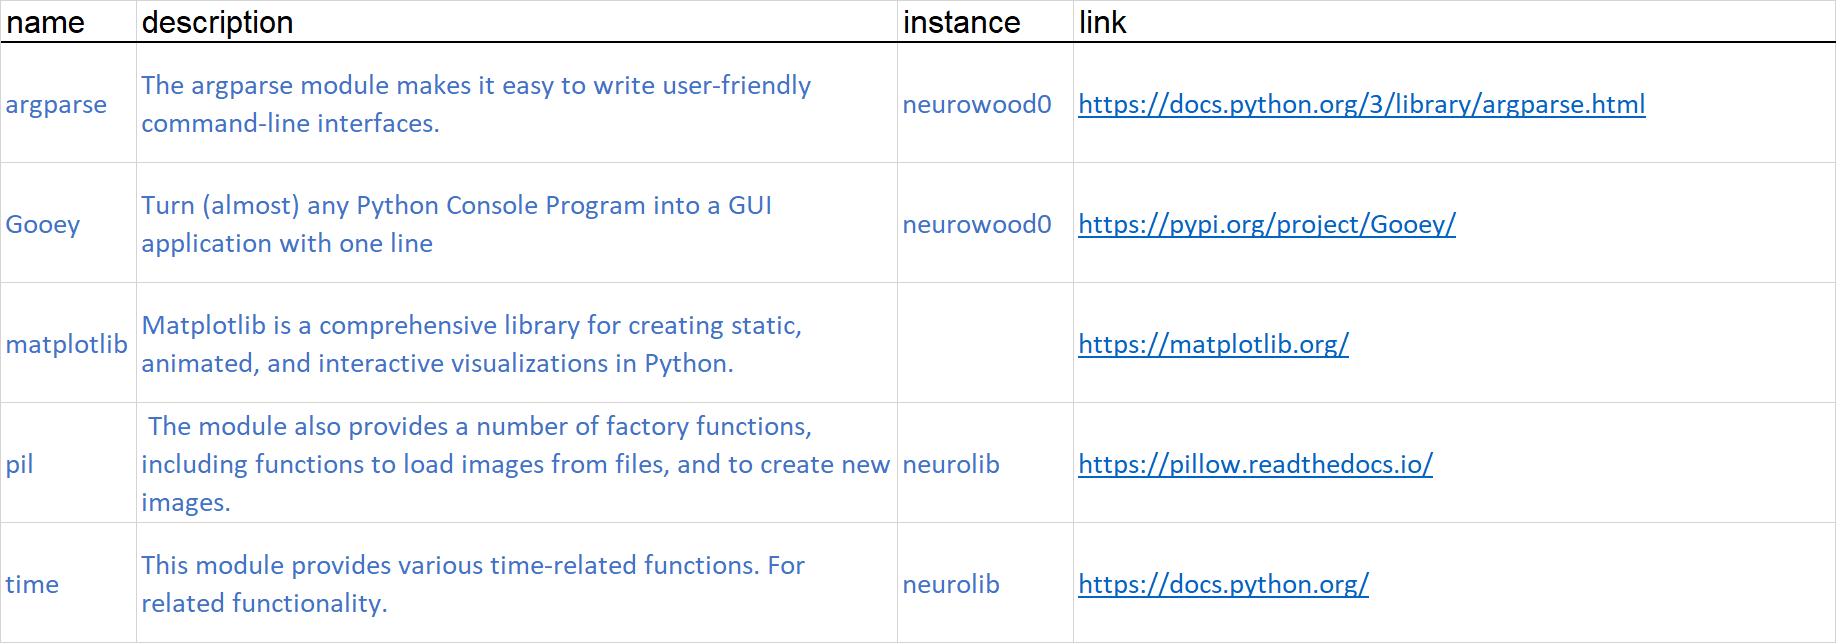 name description instance link
argparse
The argparse module makes it easy to write user-friendly
command-line interfaces.
neurowood0
https://docs.python.org/3/library/argparse.html
Gooey
Turn (almost) any Python Console Program into a GUI
application with one line
neurowood0
https://pypi.org/project/Gooey/
matplotlib
Matplotlib is a comprehensive library for creating static,
animated, and interactive visualizations in Python.
https://matplotlib.org/
pil
The module also provides a number of factory functions,
including functions to load images from files, and to create new
images.
neurolib
https://pillow.readthedocs.io/
time
This module provides various time-related functions. For
related functionality.
neurolib
https://docs.python.org/